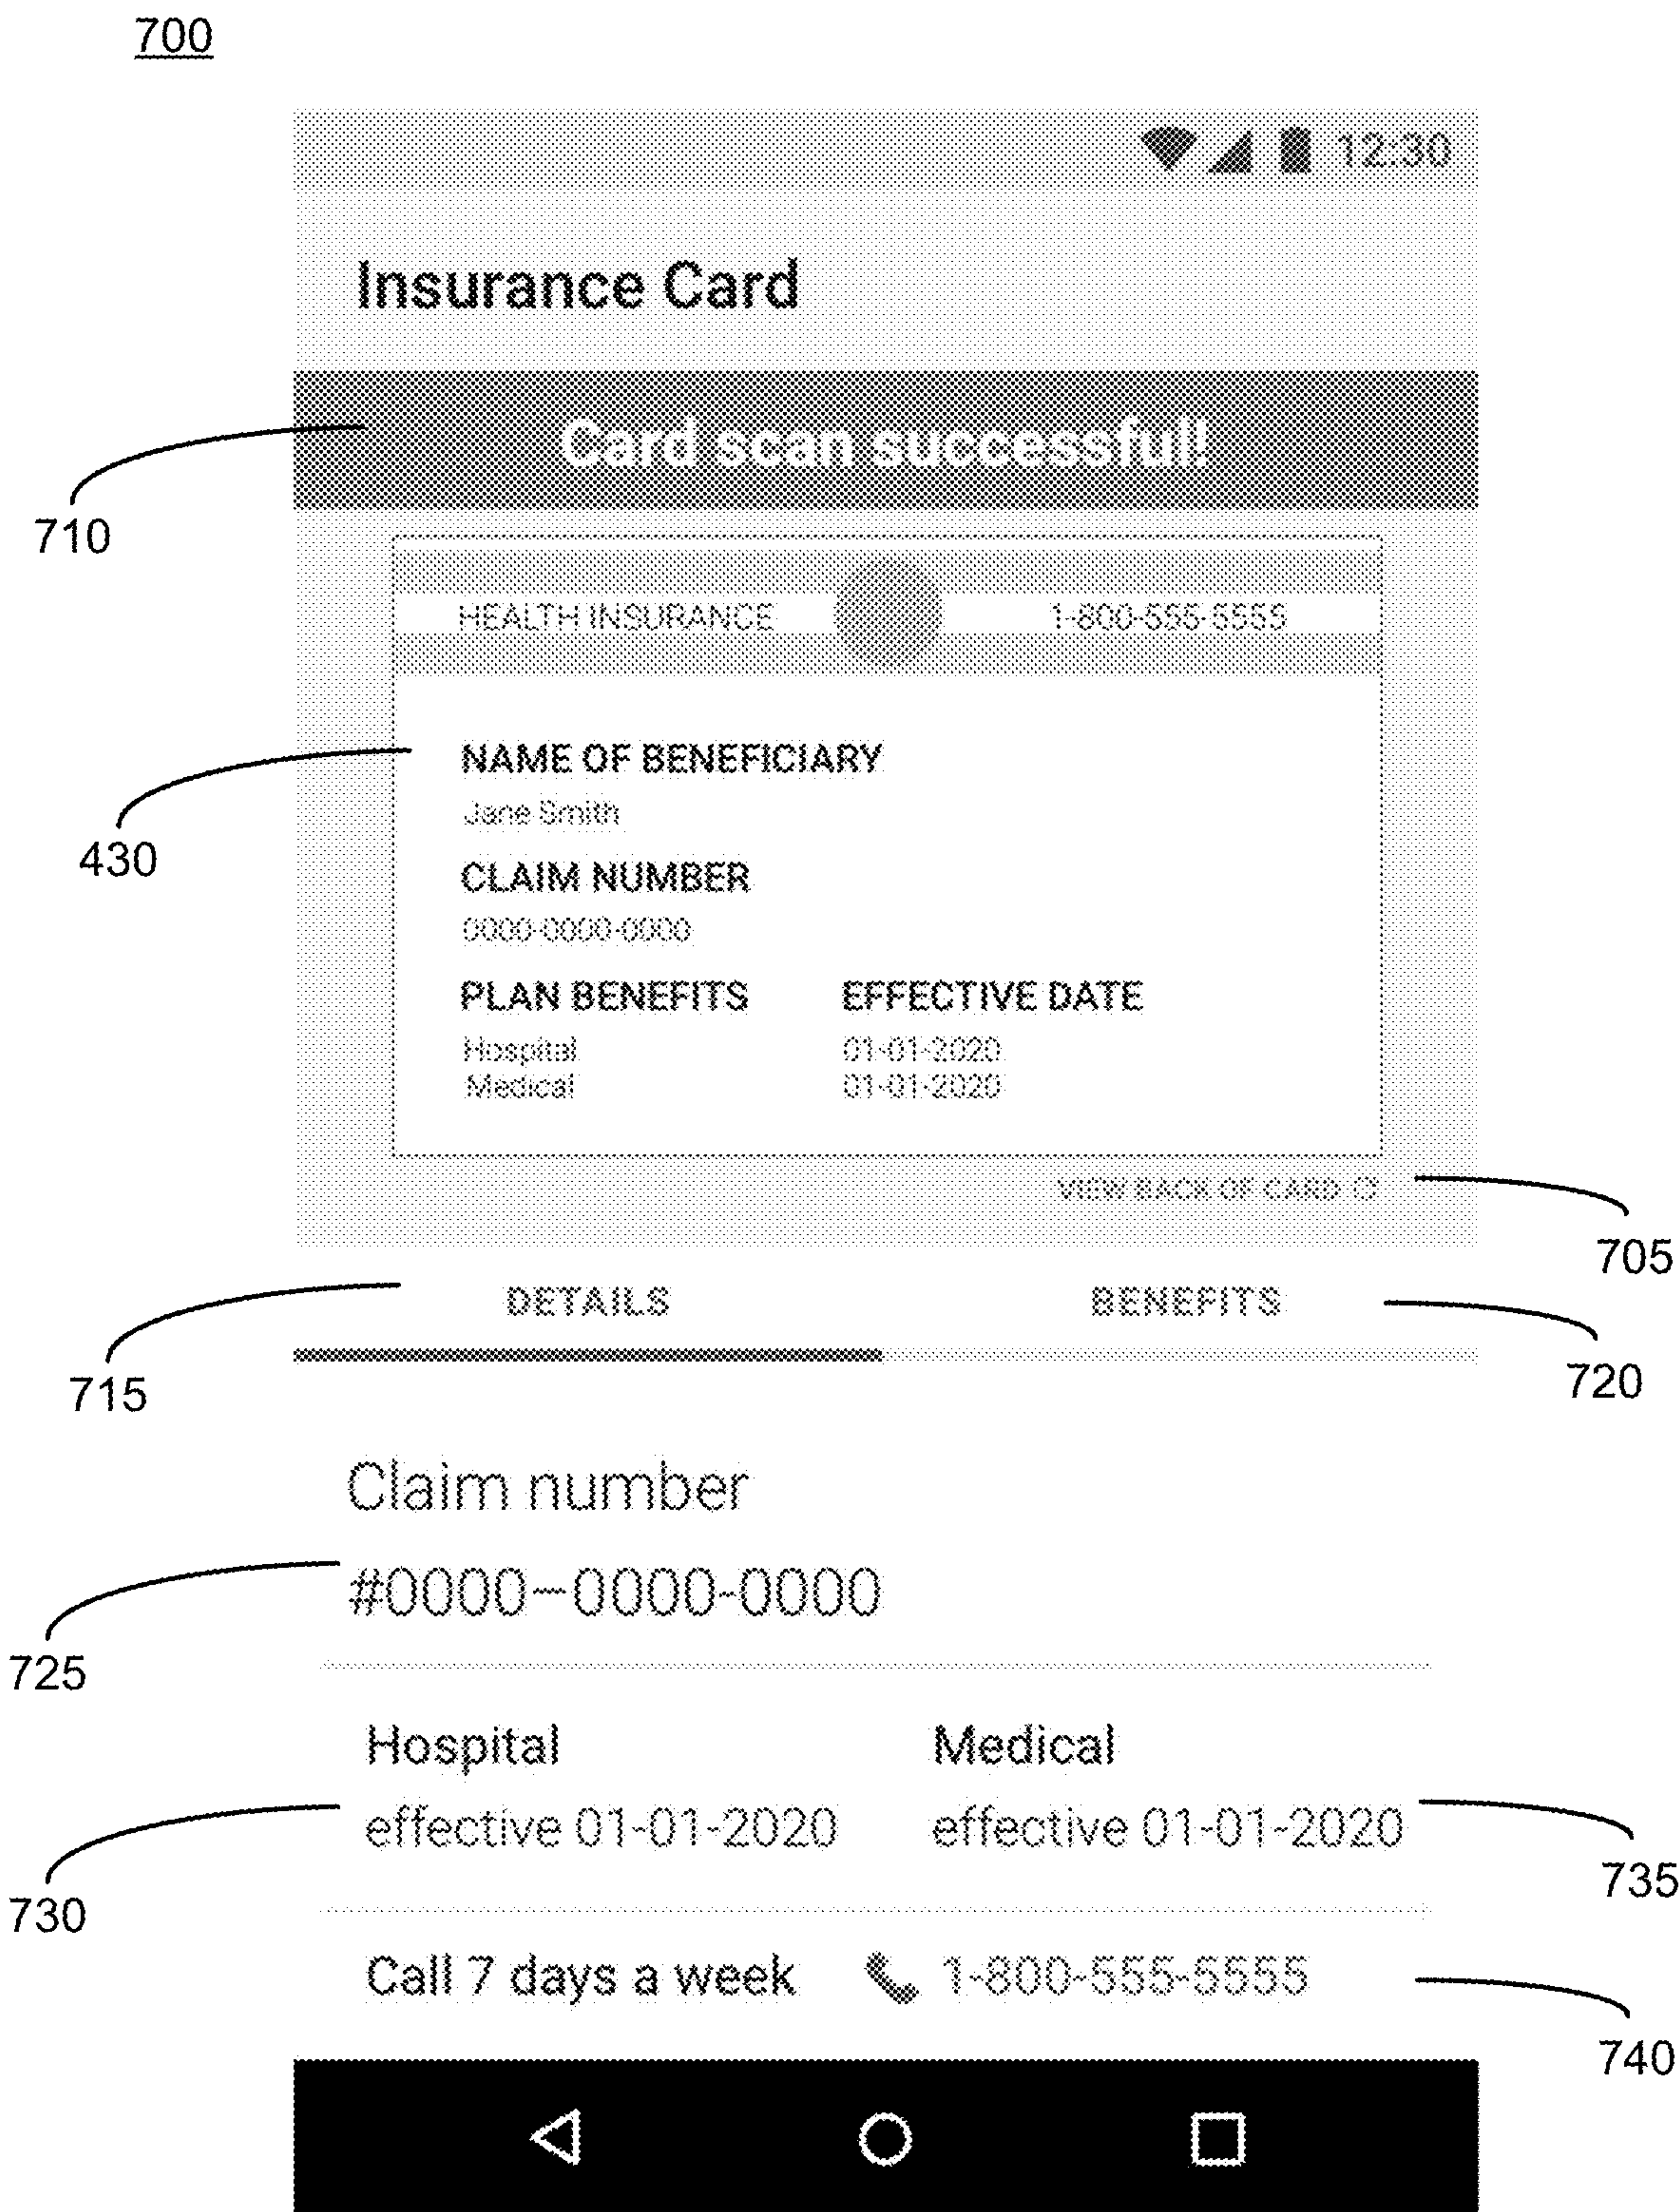 700
12:30
Insurance Card
Card scan successful!
710
HEALTH INSURANCE 1-800-555-5555
NAME OF BENEFICIARY
Jane Smith
430
CLAIM NUMBER
0000-0000-0000
PLAN BENEFITS EFFECTIVE DATE
Hospital 01-01-2020
Medical 01-01-2020
VIEW BACK OF CARD
705
DETAILS BENEFITS
715 720
Claim number
#0000-0000-0000
725
Hospital Medical
effective 01-01-2020 effective 01-01-2020
735
730
Call 7 days a week 1-800-555-5555
740